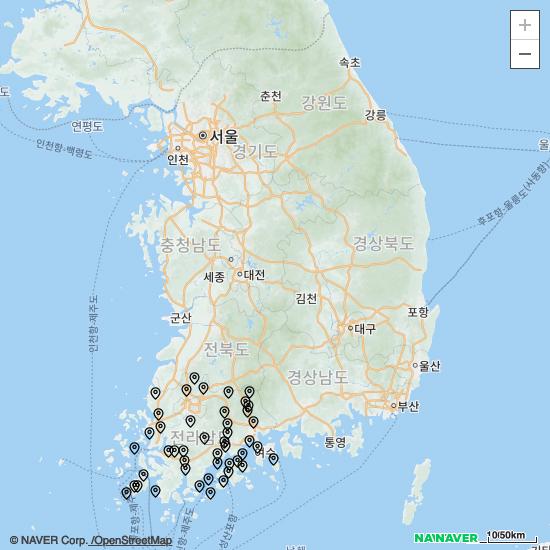 +
−
속초
춘천
강원도
강릉
도
연평도
서울
인천
경기도
인천항-백령도
울
후포항-울릉도(사동항)
충청남도
경상북도
세종
대전
김천
인천항-제주도
군산
포항
대구
전북도
울산
경상남도
부산
통영
여수
© NAVER Corp. /OpenStreetMap
NAVER
10/50km